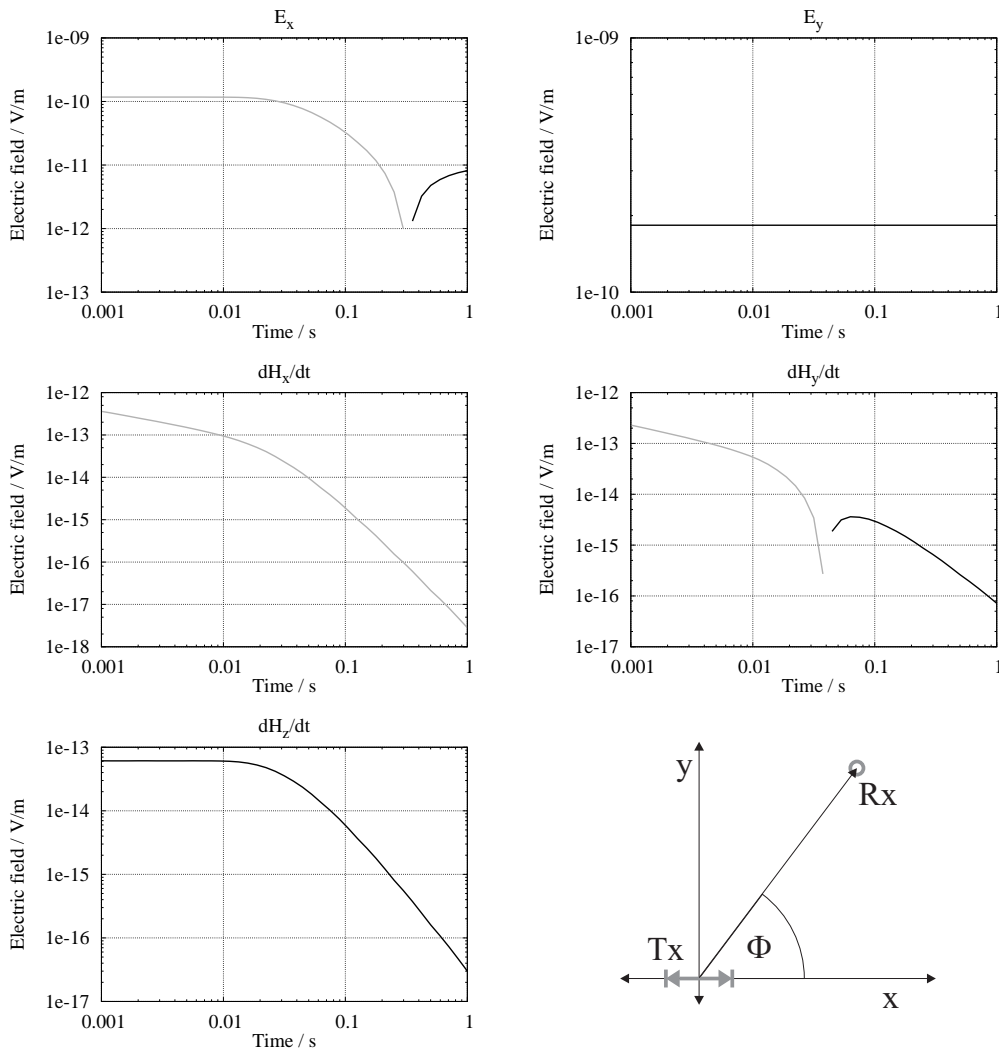 E_x
1e-09
1e-10
1e-11
1e-12
1e-13
Electric field / V/m
0.001
0.01
0.1
1
Time / s
E_y
1e-09
1e-10
Electric field / V/m
0.001
0.01
0.1
1
Time / s
dH_x/dt
1e-12
1e-13
1e-14
1e-15
1e-16
1e-17
1e-18
Electric field / V/m
0.001
0.01
0.1
1
Time / s
dH_y/dt
1e-12
1e-13
1e-14
1e-15
1e-16
1e-17
Electric field / V/m
0.001
0.01
0.1
1
Time / s
dH_z/dt
1e-13
1e-14
1e-15
1e-16
1e-17
Electric field / V/m
0.001
0.01
0.1
1
Time / s
y
Rx
Tx
Φ
x